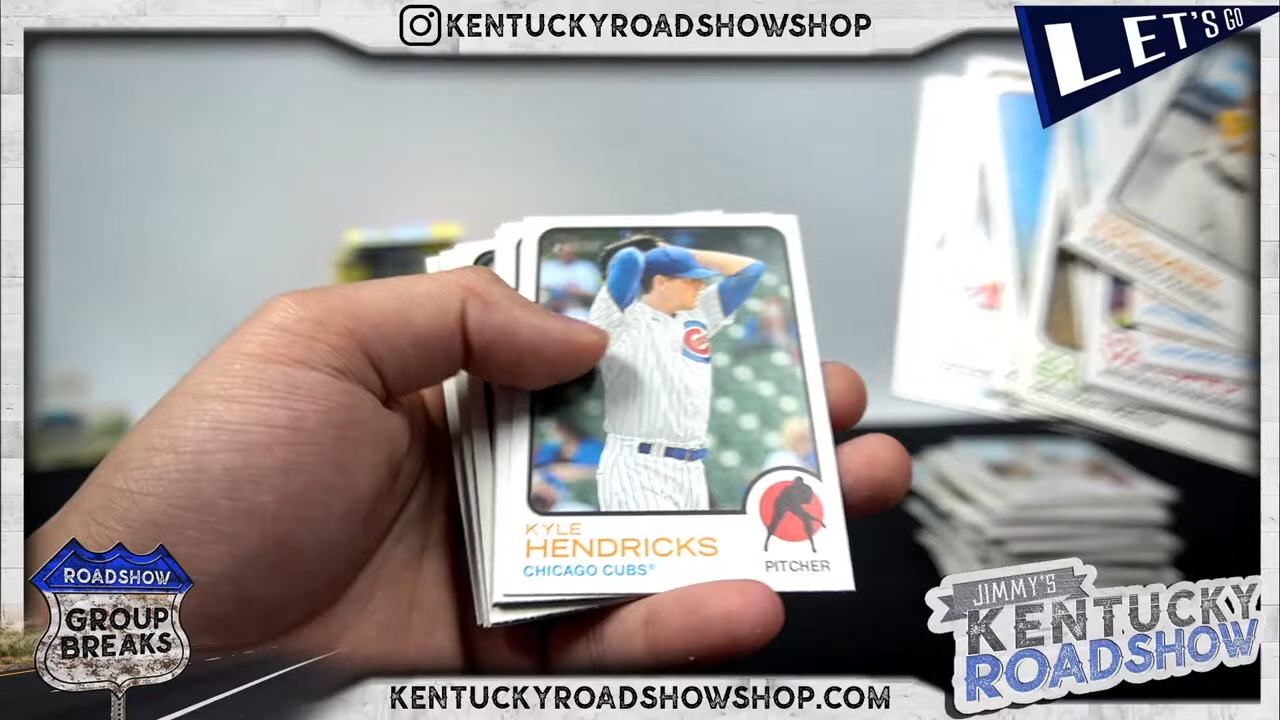 KENTUCKYROADSHOWSHOP
LET'S GO
KYLE
HENDRICKS
CHICAGO CUBS®
PITCHER
ROADSHOW
GROUP
BREAKS
JIMMY'S
KENTUCKY
ROADSHOW
KENTUCKYROADSHOWSHOP.COM